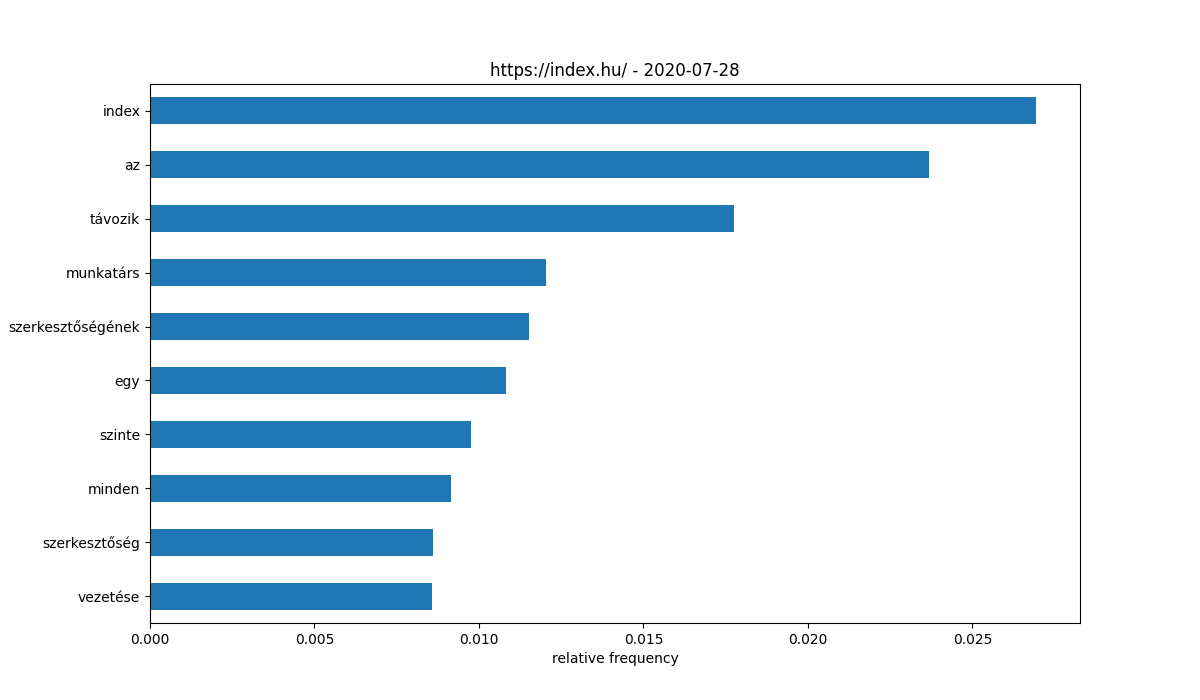 https://index.hu/ - 2020-07-28
index
az
távozik
munkatárs
szerkesztőségének
egy
szinte
minden
szerkesztőség
vezetése
0.000 0.005 0.010 0.015 0.020 0.025
relative frequency